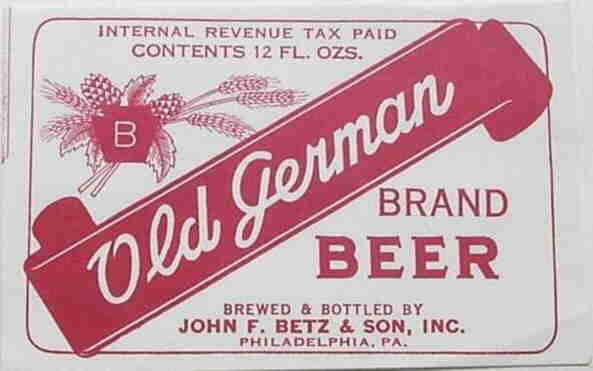 INTERNAL REVENUE TAX PAID
CONTENTS 12 FL. OZS.
B
Old German
BRAND
BEER
BREWED & BOTTLED BY
JOHN F. BETZ & SON, INC.
PHILADELPHIA, PA.